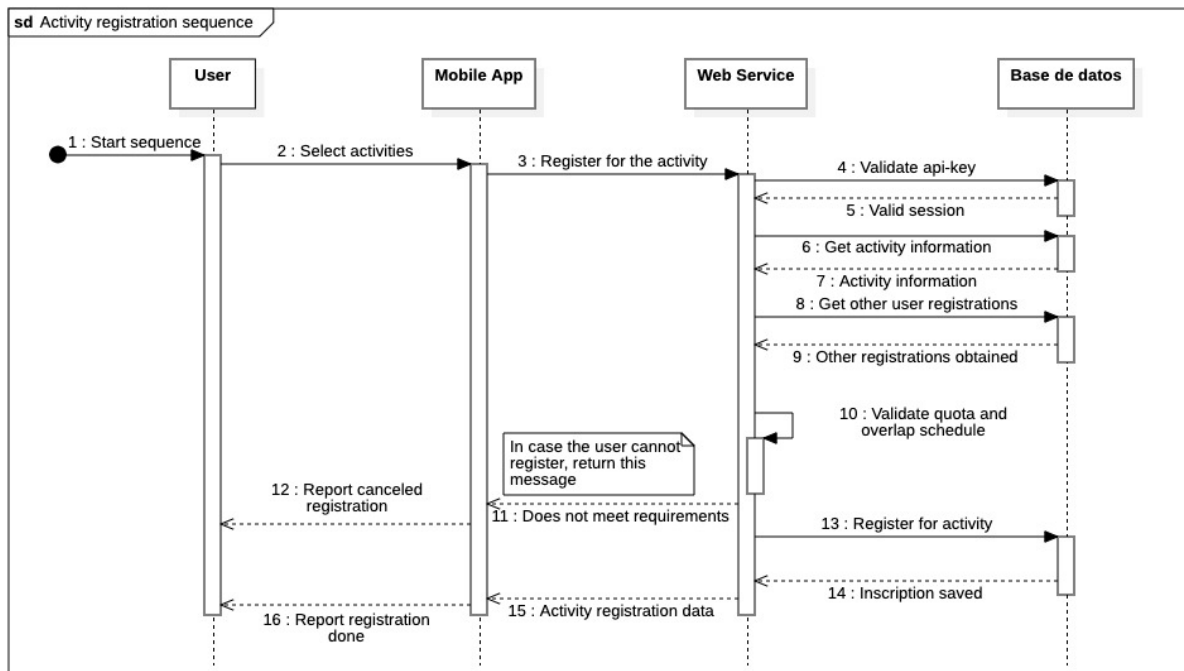 sd Activity registration sequence
User
Mobile App
Web Service
Base de datos
1 : Start sequence
2 : Select activities
3 : Register for the activity
4 : Validate api-key
5 : Valid session
6 : Get activity information
7 : Activity information
8 : Get other user registrations
9 : Other registrations obtained
10 : Validate quota and
overlap schedule
In case the user cannot
register, return this
message
11 : Does not meet requirements
12 : Report canceled
registration
13 : Register for activity
14 : Inscription saved
15 : Activity registration data
16 : Report registration
done